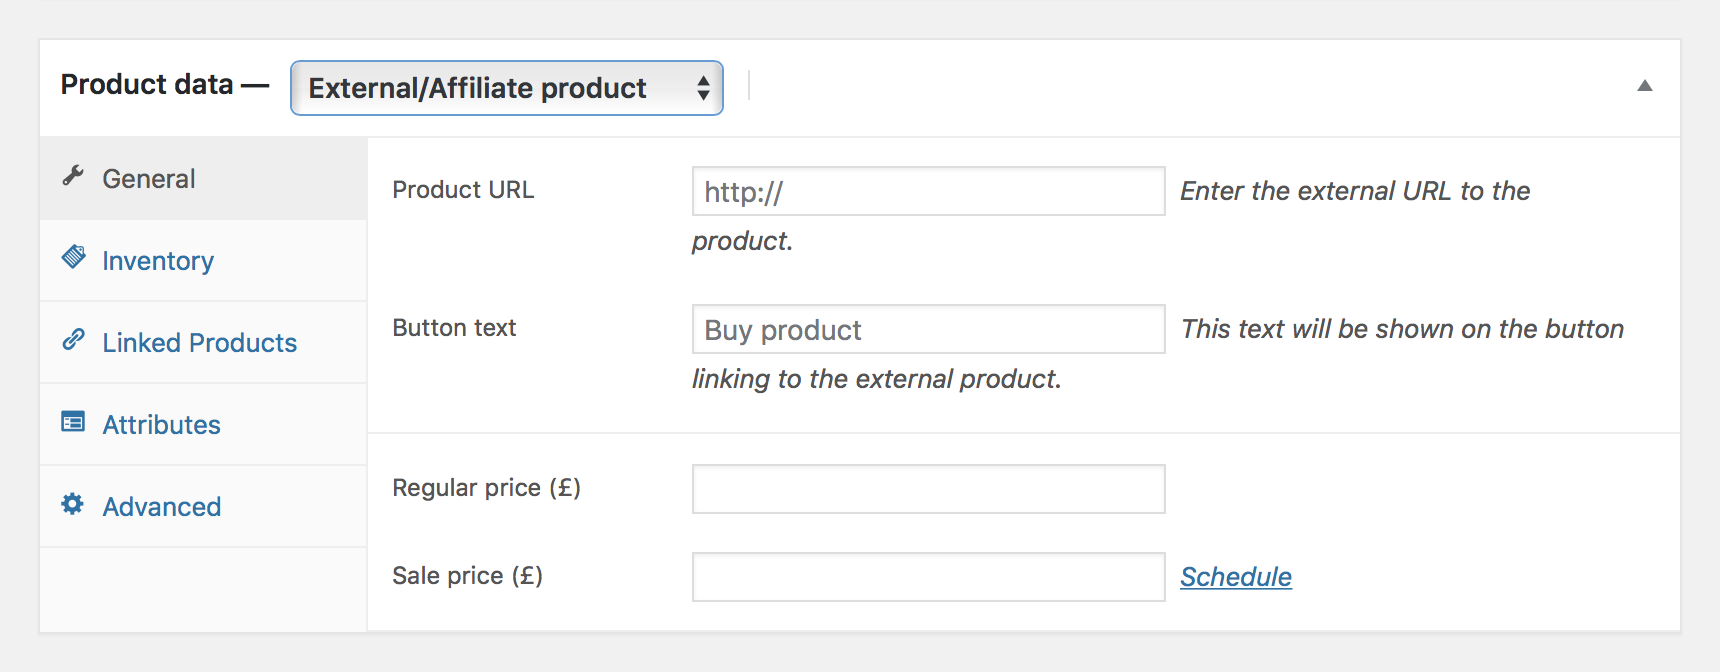 Product data — External/Affiliate product
General
Inventory
Linked Products
Attributes
Advanced
Product URL http:// Enter the external URL to the
product.
Button text Buy product This text will be shown on the button
linking to the external product.
Regular price (£)
Sale price (£) Schedule